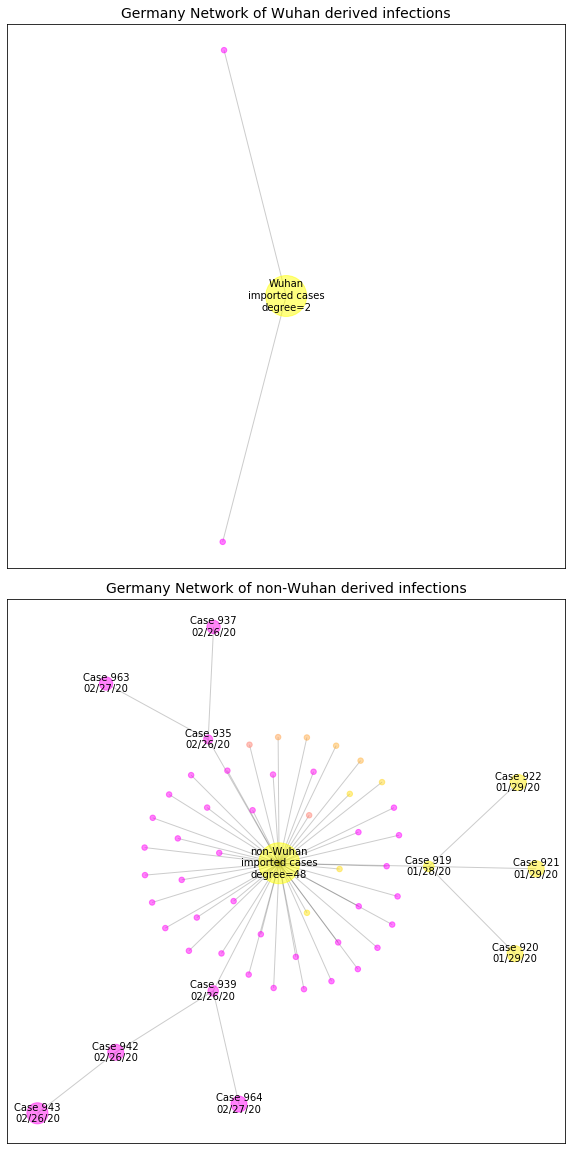 Germany Network of Wuhan derived infections
Wuhan
imported cases
degree=2
Germany Network of non-Wuhan derived infections
Case 937
02/26/20
Case 963
02/27/20
Case 935
02/26/20
Case 922
01/29/20
non-Wuhan
imported cases
degree=48
Case 919
01/28/20
Case 921
01/29/20
Case 920
01/29/20
Case 939
02/26/20
Case 942
02/26/20
Case 964
02/27/20
Case 943
02/26/20